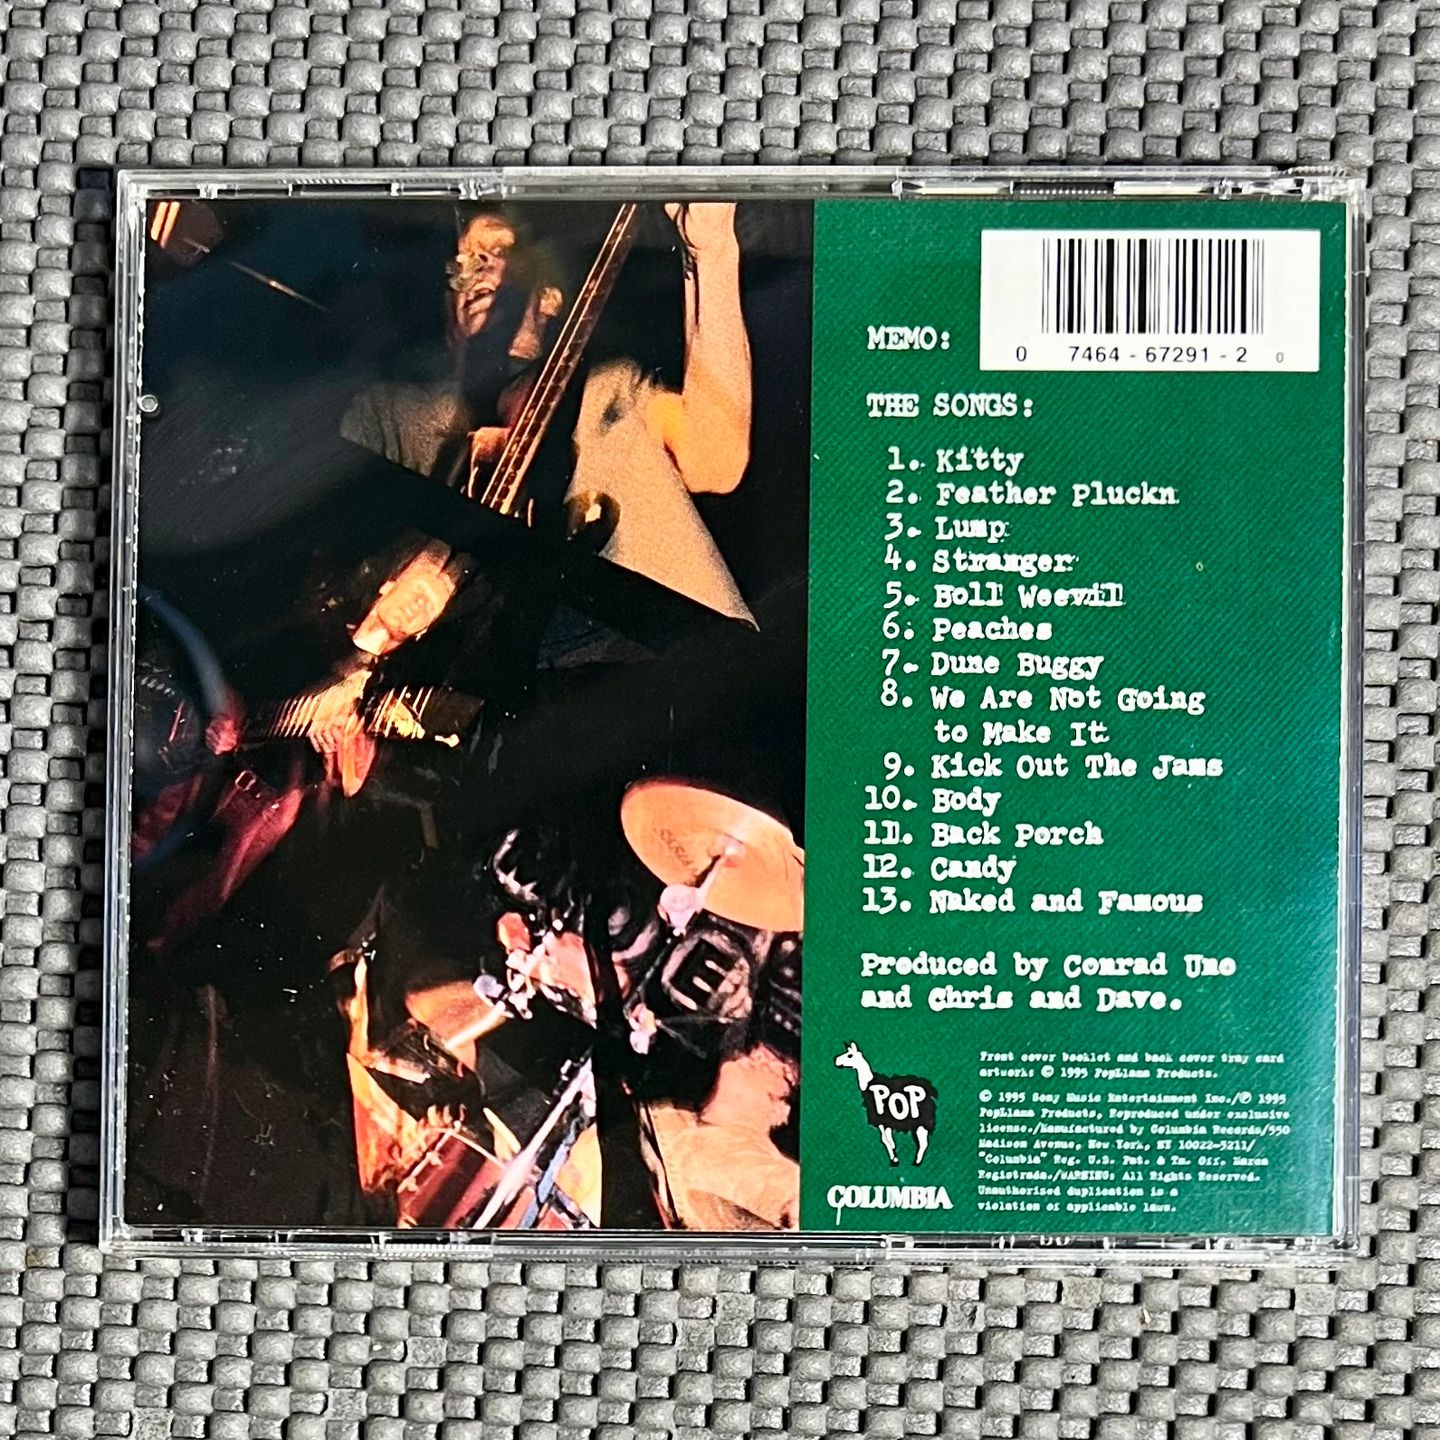 0 7464 - 67291 - 2 0
MEMO:
THE SONGS:
1. Kitty
2. Feather Pluckn
3. Lump
4. Stranger
5. Boll Weevil
6. Peaches
7. Dune Buggy
8. We Are Not Going
to Make It
9. Kick Out The Jams
10. Body
11. Back Porch
12. Candy
13. Naked and Famous
Produced by Conrad Uno
and Chris and Dave.
Front cover booklet and back cover tray card
artwork: © 1995 PopLlama Products.
© 1995 Sony Music Entertainment Inc./℗ 1995
PopLlama Products, Reproduced under exclusive
license./Manufactured by Columbia Records/550
Madison Avenue, New York, NY 10022-3211/
"Columbia" Reg. U.S. Pat. & Tm. Off. Marca
Registrada./WARNING: All Rights Reserved.
Unauthorized duplication is a
violation of applicable laws.
POP
COLUMBIA
E